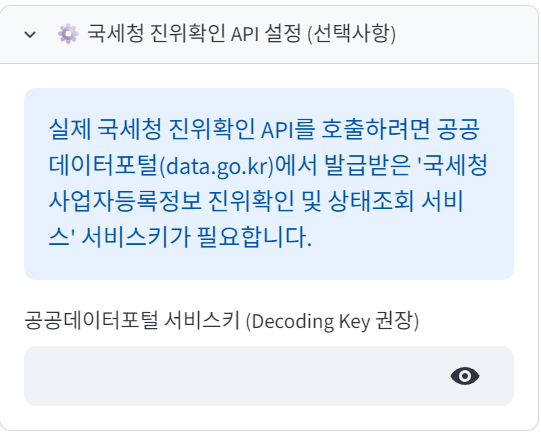 국세청 진위확인 API 설정 (선택사항)
실제 국세청 진위확인 API를 호출하려면 공공
데이터포털(data.go.kr)에서 발급받은 '국세청
사업자등록정보 진위확인 및 상태조회 서비
스' 서비스키가 필요합니다.
공공데이터포털 서비스키 (Decoding Key 권장)